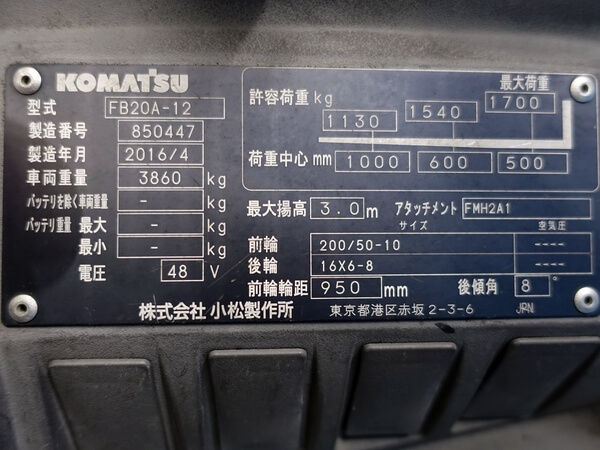 KOMATSU
型式 FB20A-12
製造番号 850447
製造年月 2016/4
車両重量 3860 kg
バッテリを除く車両重量 - kg
バッテリ重量 最大 - kg
最小 - kg
電圧 48 V
許容荷重 kg 1130 1540 最大荷重 1700
荷重中心 mm 1000 600 500
最大揚高 3.0 m アタッチメント FMH2A1
サイズ 空気圧
前輪 200/50-10 ----
後輪 16X6-8 ----
前輪輪距 950 mm 後傾角 8 °
株式会社 小松製作所 東京都港区赤坂 2-3-6 JPN